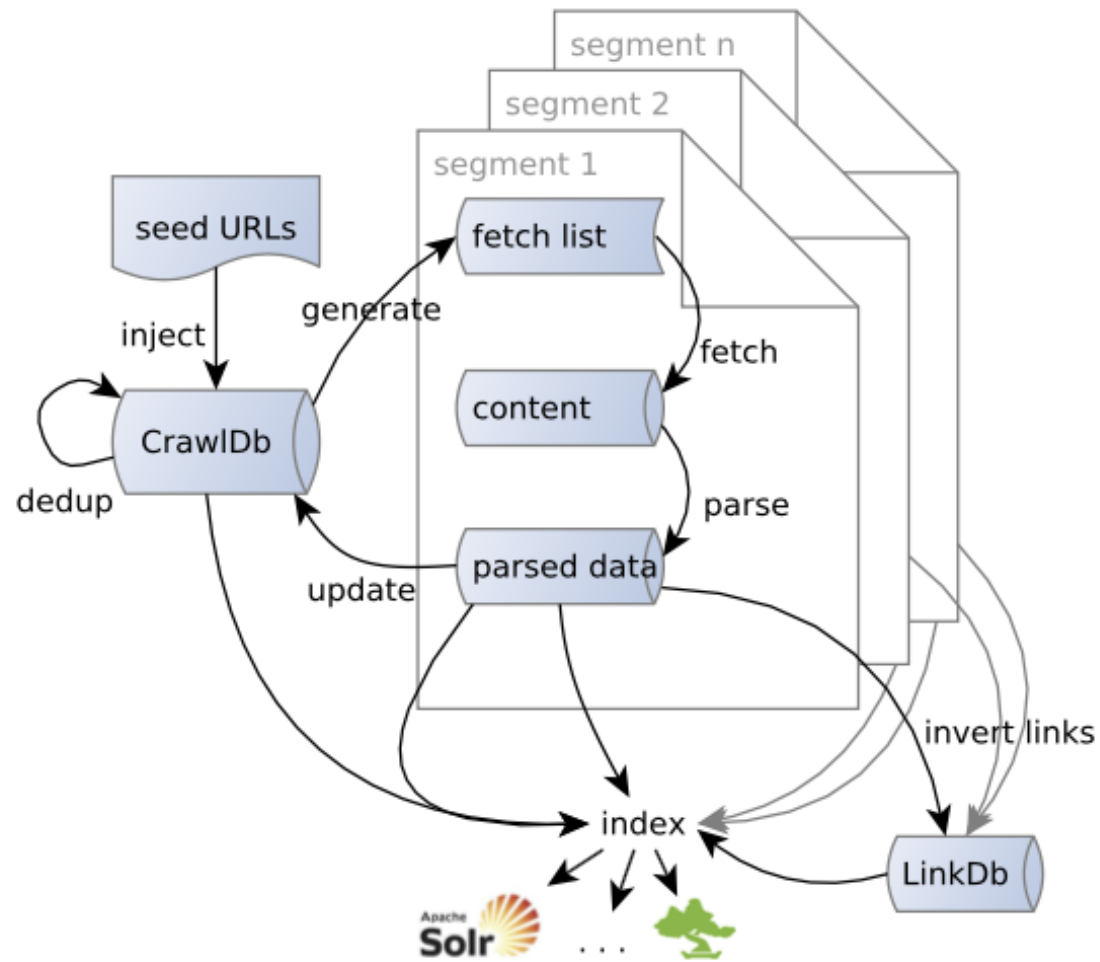 segment n
segment 2
segment 1
seed URLs
fetch list
generate
inject
fetch
content
CrawlDb
dedup
parse
parsed data
update
invert links
index
LinkDb
Apache
Solr
. . .